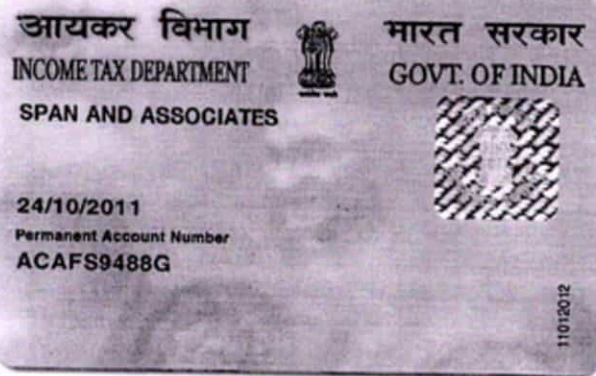 आयकर विभाग
भारत सरकार
INCOME TAX DEPARTMENT
GOVT. OF INDIA
SPAN AND ASSOCIATES
24/10/2011
Permanent Account Number
ACAFS9488G
11012012